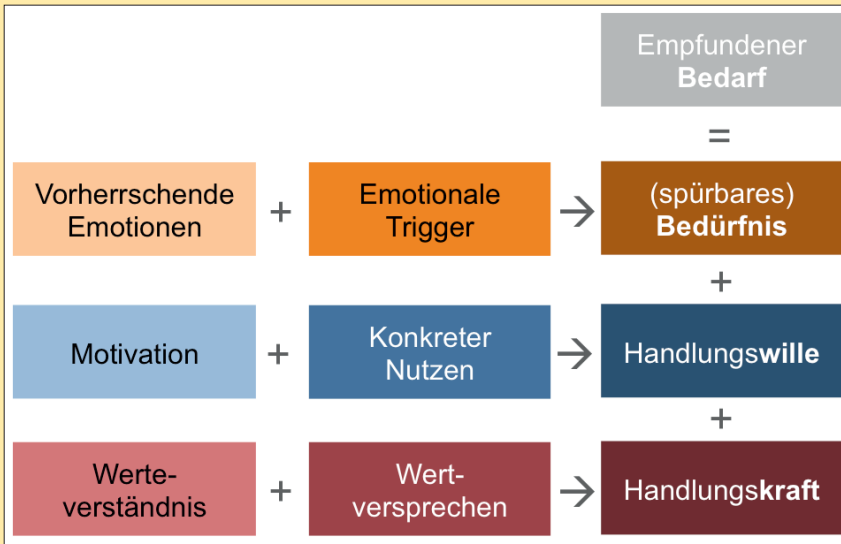 Empfundener
Bedarf
=
Vorherrschende
Emotionen
+
Emotionale
Trigger
→
(spürbares)
Bedürfnis
+
Motivation
+
Konkreter
Nutzen
→
Handlungswille
+
Werte-
verständnis
+
Wert-
versprechen
→
Handlungskraft